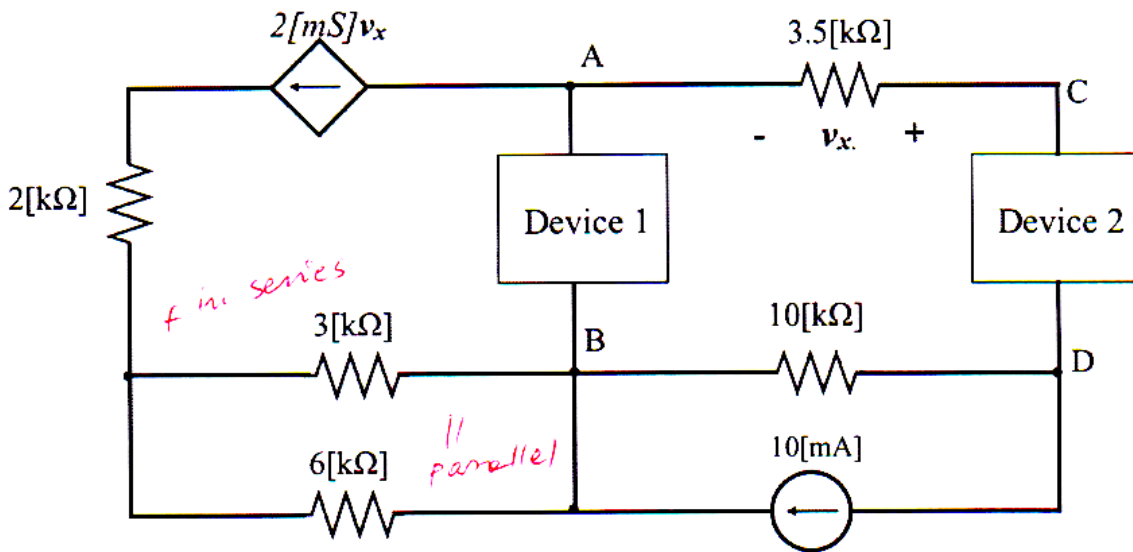 2[mS]vx
3.5[kΩ]
A
C
- vx. +
2[kΩ]
Device 1
Device 2
in series
3[kΩ]
B
10[kΩ]
D
||
parallel
6[kΩ]
10[mA]